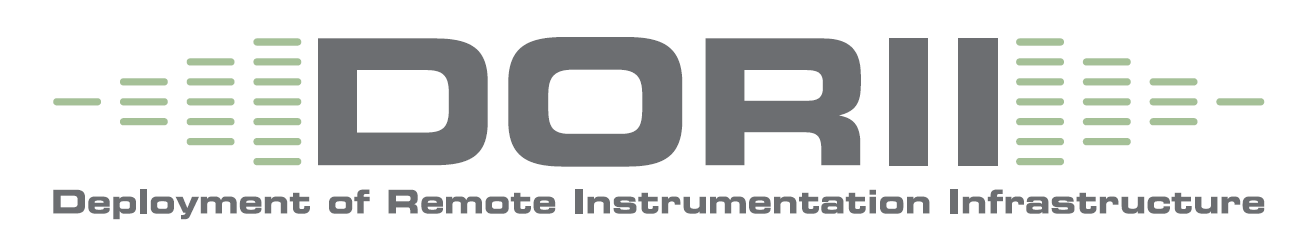 DORII
Deployment of Remote Instrumentation Infrastructure